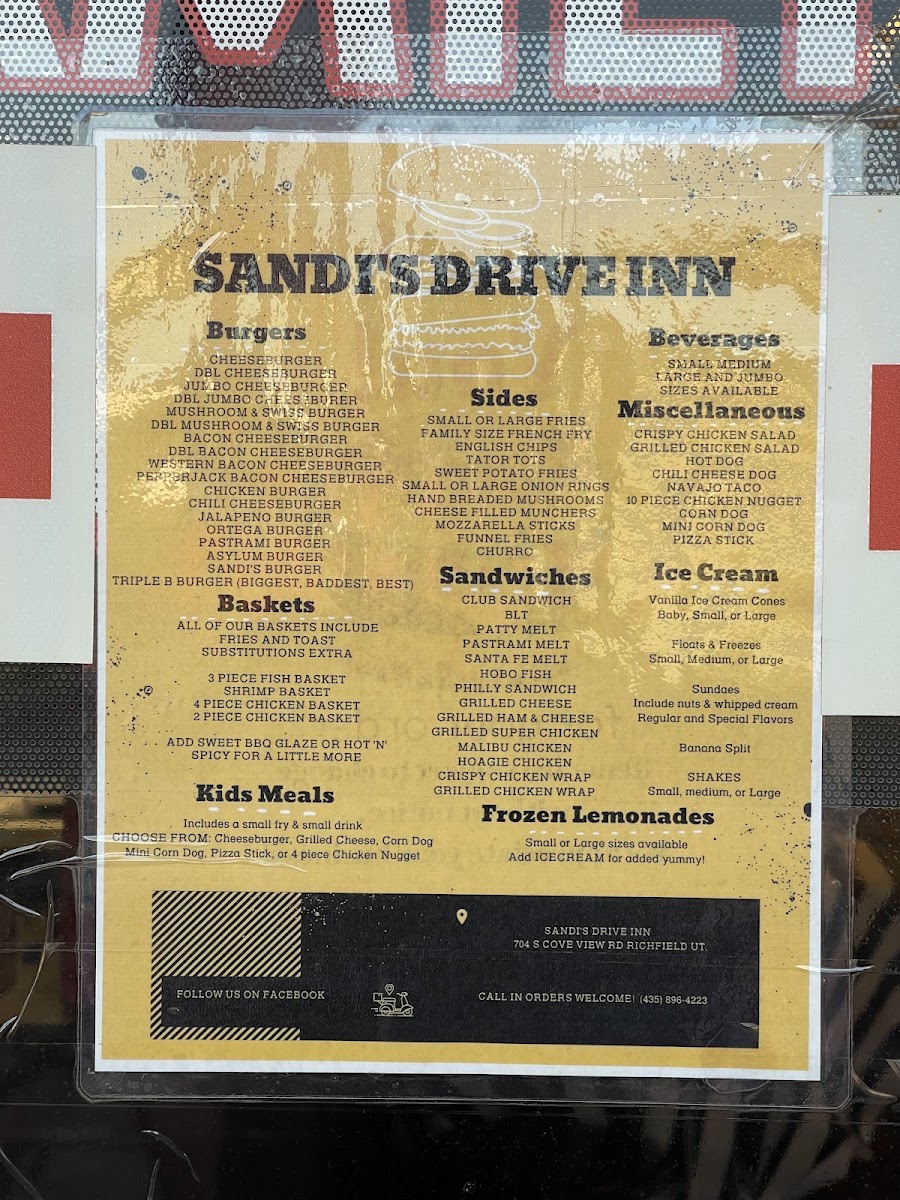 SANDI'S DRIVE INN
Burgers
CHEESEBURGER
DBL CHEESEBURGER
JUMBO CHEESEBURGER
DBL JUMBO CHEESEBURER
MUSHROOM & SWISS BURGER
DBL MUSHROOM & SWISS BURGER
BACON CHEESEBURGER
DBL BACON CHEESEBURGER
WESTERN BACON CHEESEBURGER
PEPPERJACK BACON CHEESEBURGER
CHICKEN BURGER
CHILI CHEESEBURGER
JALAPENO BURGER
ORTEGA BURGER
PASTRAMI BURGER
ASYLUM BURGER
SANDI'S BURGER
TRIPLE B BURGER (BIGGEST, BADDEST, BEST)
Baskets
ALL OF OUR BASKETS INCLUDE
FRIES AND TOAST
SUBSTITUTIONS EXTRA
3 PIECE FISH BASKET
SHRIMP BASKET
4 PIECE CHICKEN BASKET
2 PIECE CHICKEN BASKET
ADD SWEET BBQ GLAZE OR HOT 'N'
SPICY FOR A LITTLE MORE
Kids Meals
Includes a small fry & small drink
CHOOSE FROM: Cheeseburger, Grilled Cheese, Corn Dog
Mini Corn Dog, Pizza Stick, or 4 piece Chicken Nugget
Sides
SMALL OR LARGE FRIES
FAMILY SIZE FRENCH FRY
ENGLISH CHIPS
TATOR TOTS
SWEET POTATO FRIES
SMALL OR LARGE ONION RINGS
HAND BREADED MUSHROOMS
CHEESE FILLED MUNCHERS
MOZZARELLA STICKS
FUNNEL FRIES
CHURRO
Sandwiches
CLUB SANDWICH
BLT
PATTY MELT
PASTRAMI MELT
SANTA FE MELT
HOBO FISH
PHILLY SANDWICH
GRILLED CHEESE
GRILLED HAM & CHEESE
GRILLED SUPER CHICKEN
MALIBU CHICKEN
HOAGIE CHICKEN
CRISPY CHICKEN WRAP
GRILLED CHICKEN WRAP
Beverages
SMALL MEDIUM
LARGE AND JUMBO
SIZES AVAILABLE
Miscellaneous
CRISPY CHICKEN SALAD
GRILLED CHICKEN SALAD
HOT DOG
CHILI CHEESE DOG
NAVAJO TACO
10 PIECE CHICKEN NUGGET
CORN DOG
MINI CORN DOG
PIZZA STICK
Ice Cream
Vanilla Ice Cream Cones
Baby, Small, or Large
Floats & Freezes
Small, Medium, or Large
Sundaes
Include nuts & whipped cream
Regular and Special Flavors
Banana Split
SHAKES
Small, medium, or Large
Frozen Lemonades
Small or Large sizes available
Add ICECREAM for added yummy!
SANDI'S DRIVE INN
704 S COVE VIEW RD RICHFIELD UT
FOLLOW US ON FACEBOOK
CALL IN ORDERS WELCOME! (435) 896-4223